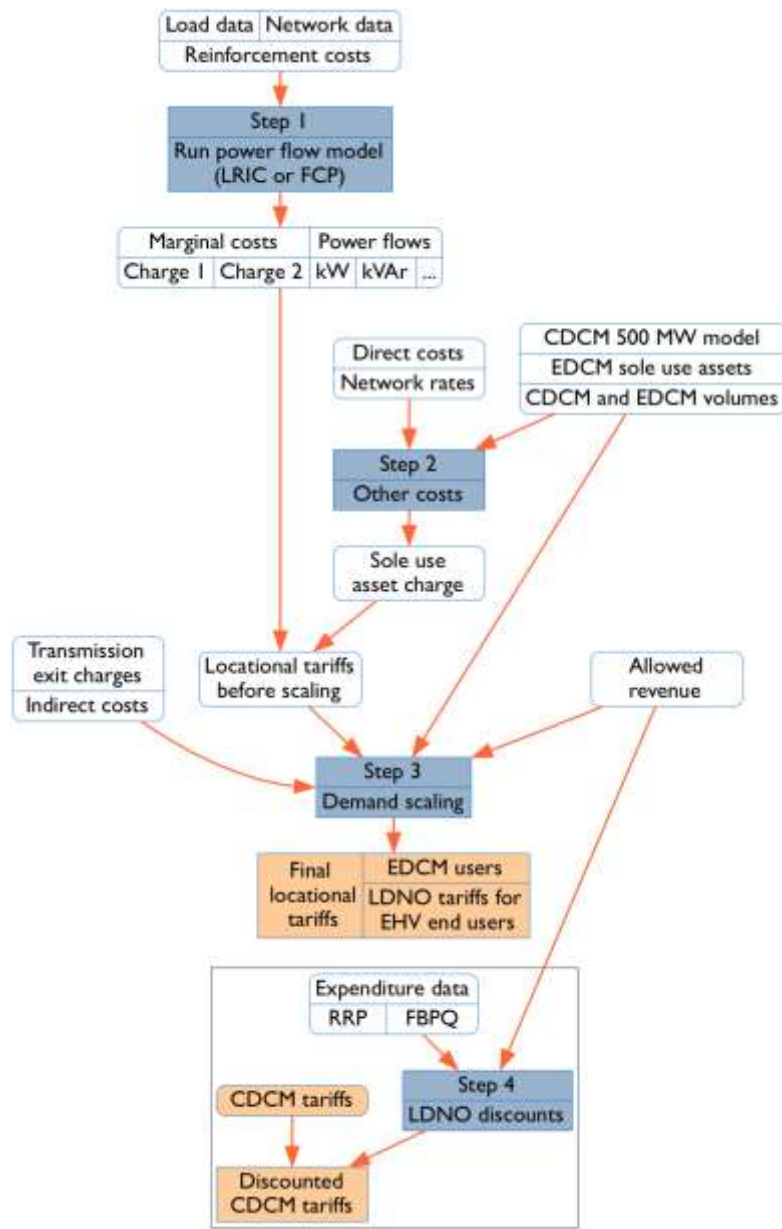 Load data Network data
Reinforcement costs
Step 1
Run power flow model
(LRIC or FCP)
Marginal costs Power flows
Charge 1 Charge 2 kW kVAr ...
Direct costs
Network rates
CDCM 500 MW model
EDCM sole use assets
CDCM and EDCM volumes
Step 2
Other costs
Sole use
asset charge
Transmission
exit charges
Indirect costs
Locational tariffs
before scaling
Allowed
revenue
Step 3
Demand scaling
Final
locational
tariffs
EDCM users
LDNO tariffs for
EHV end users
Expenditure data
RRP FBPQ
Step 4
LDNO discounts
CDCM tariffs
Discounted
CDCM tariffs